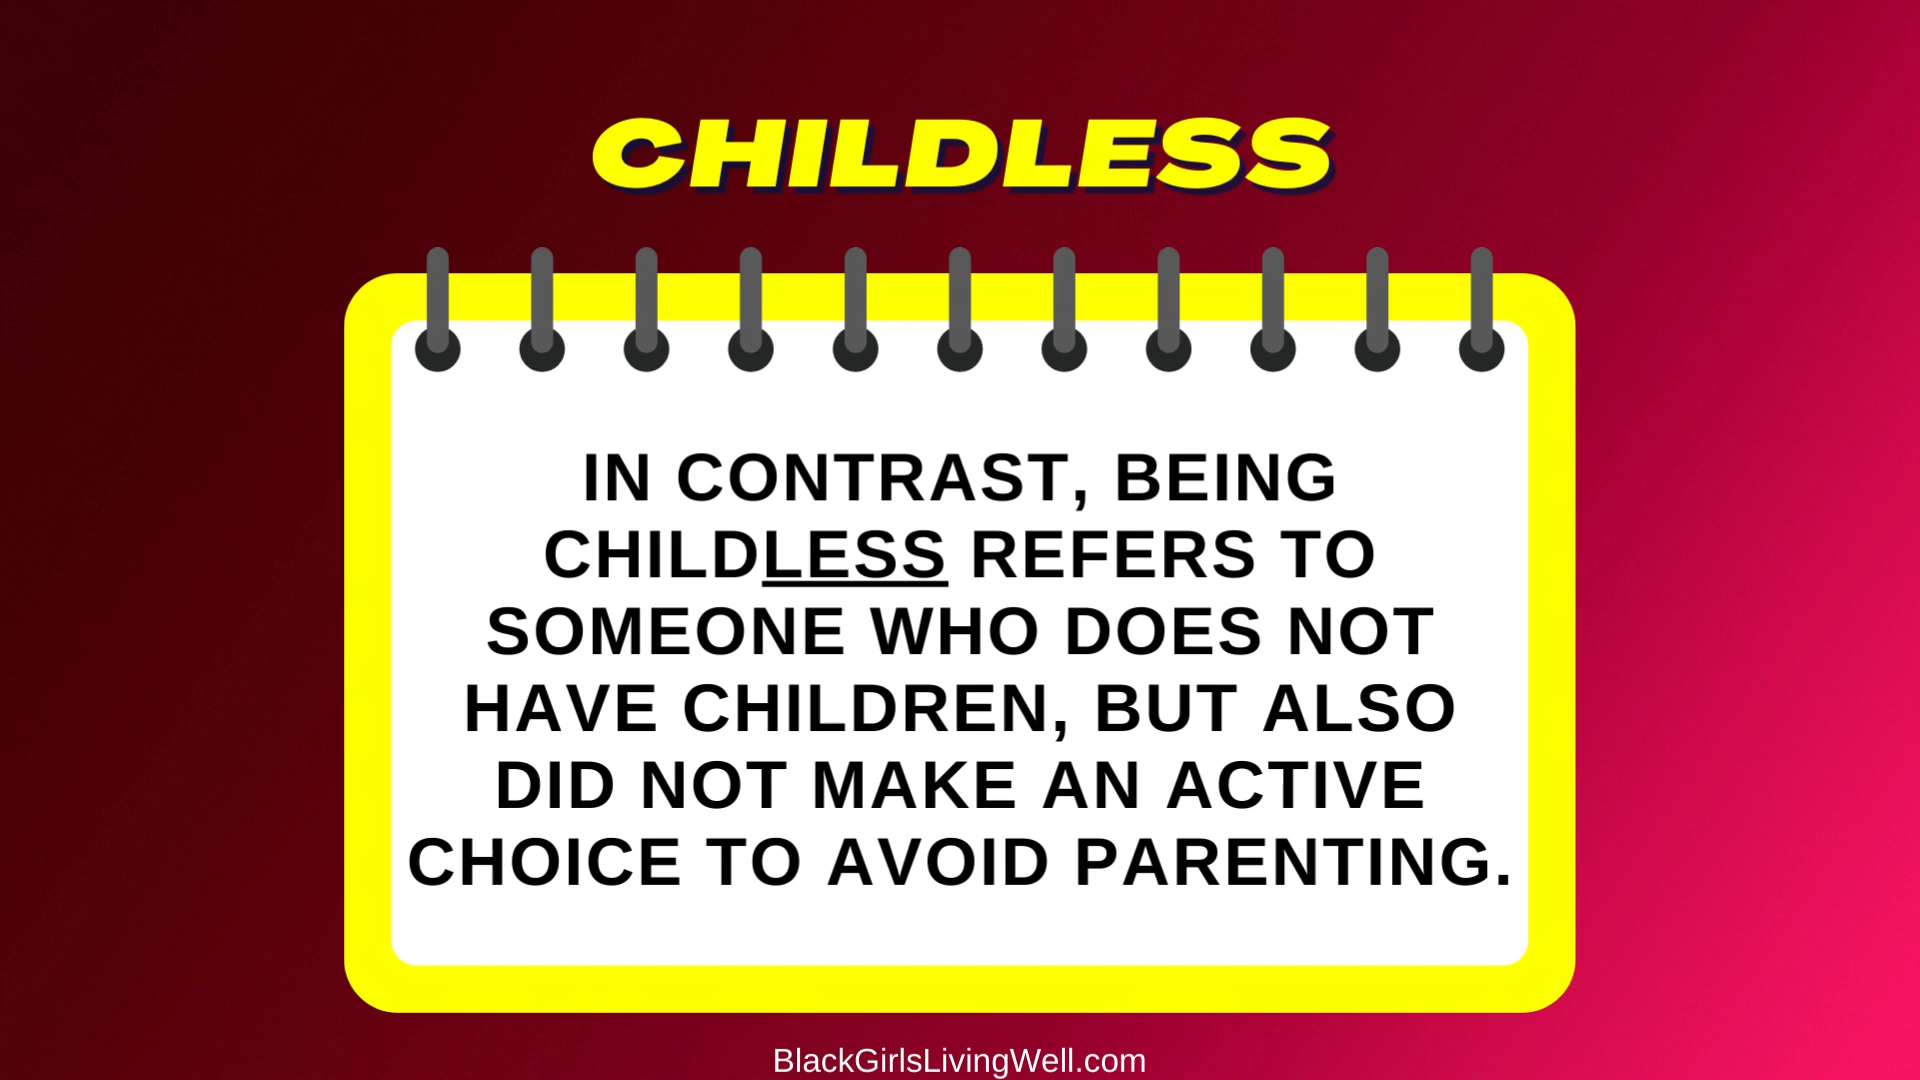 CHILDLESS
IN CONTRAST, BEING
CHILDLESS REFERS TO
SOMEONE WHO DOES NOT
HAVE CHILDREN, BUT ALSO
DID NOT MAKE AN ACTIVE
CHOICE TO AVOID PARENTING.
BlackGirlsLivingWell.com